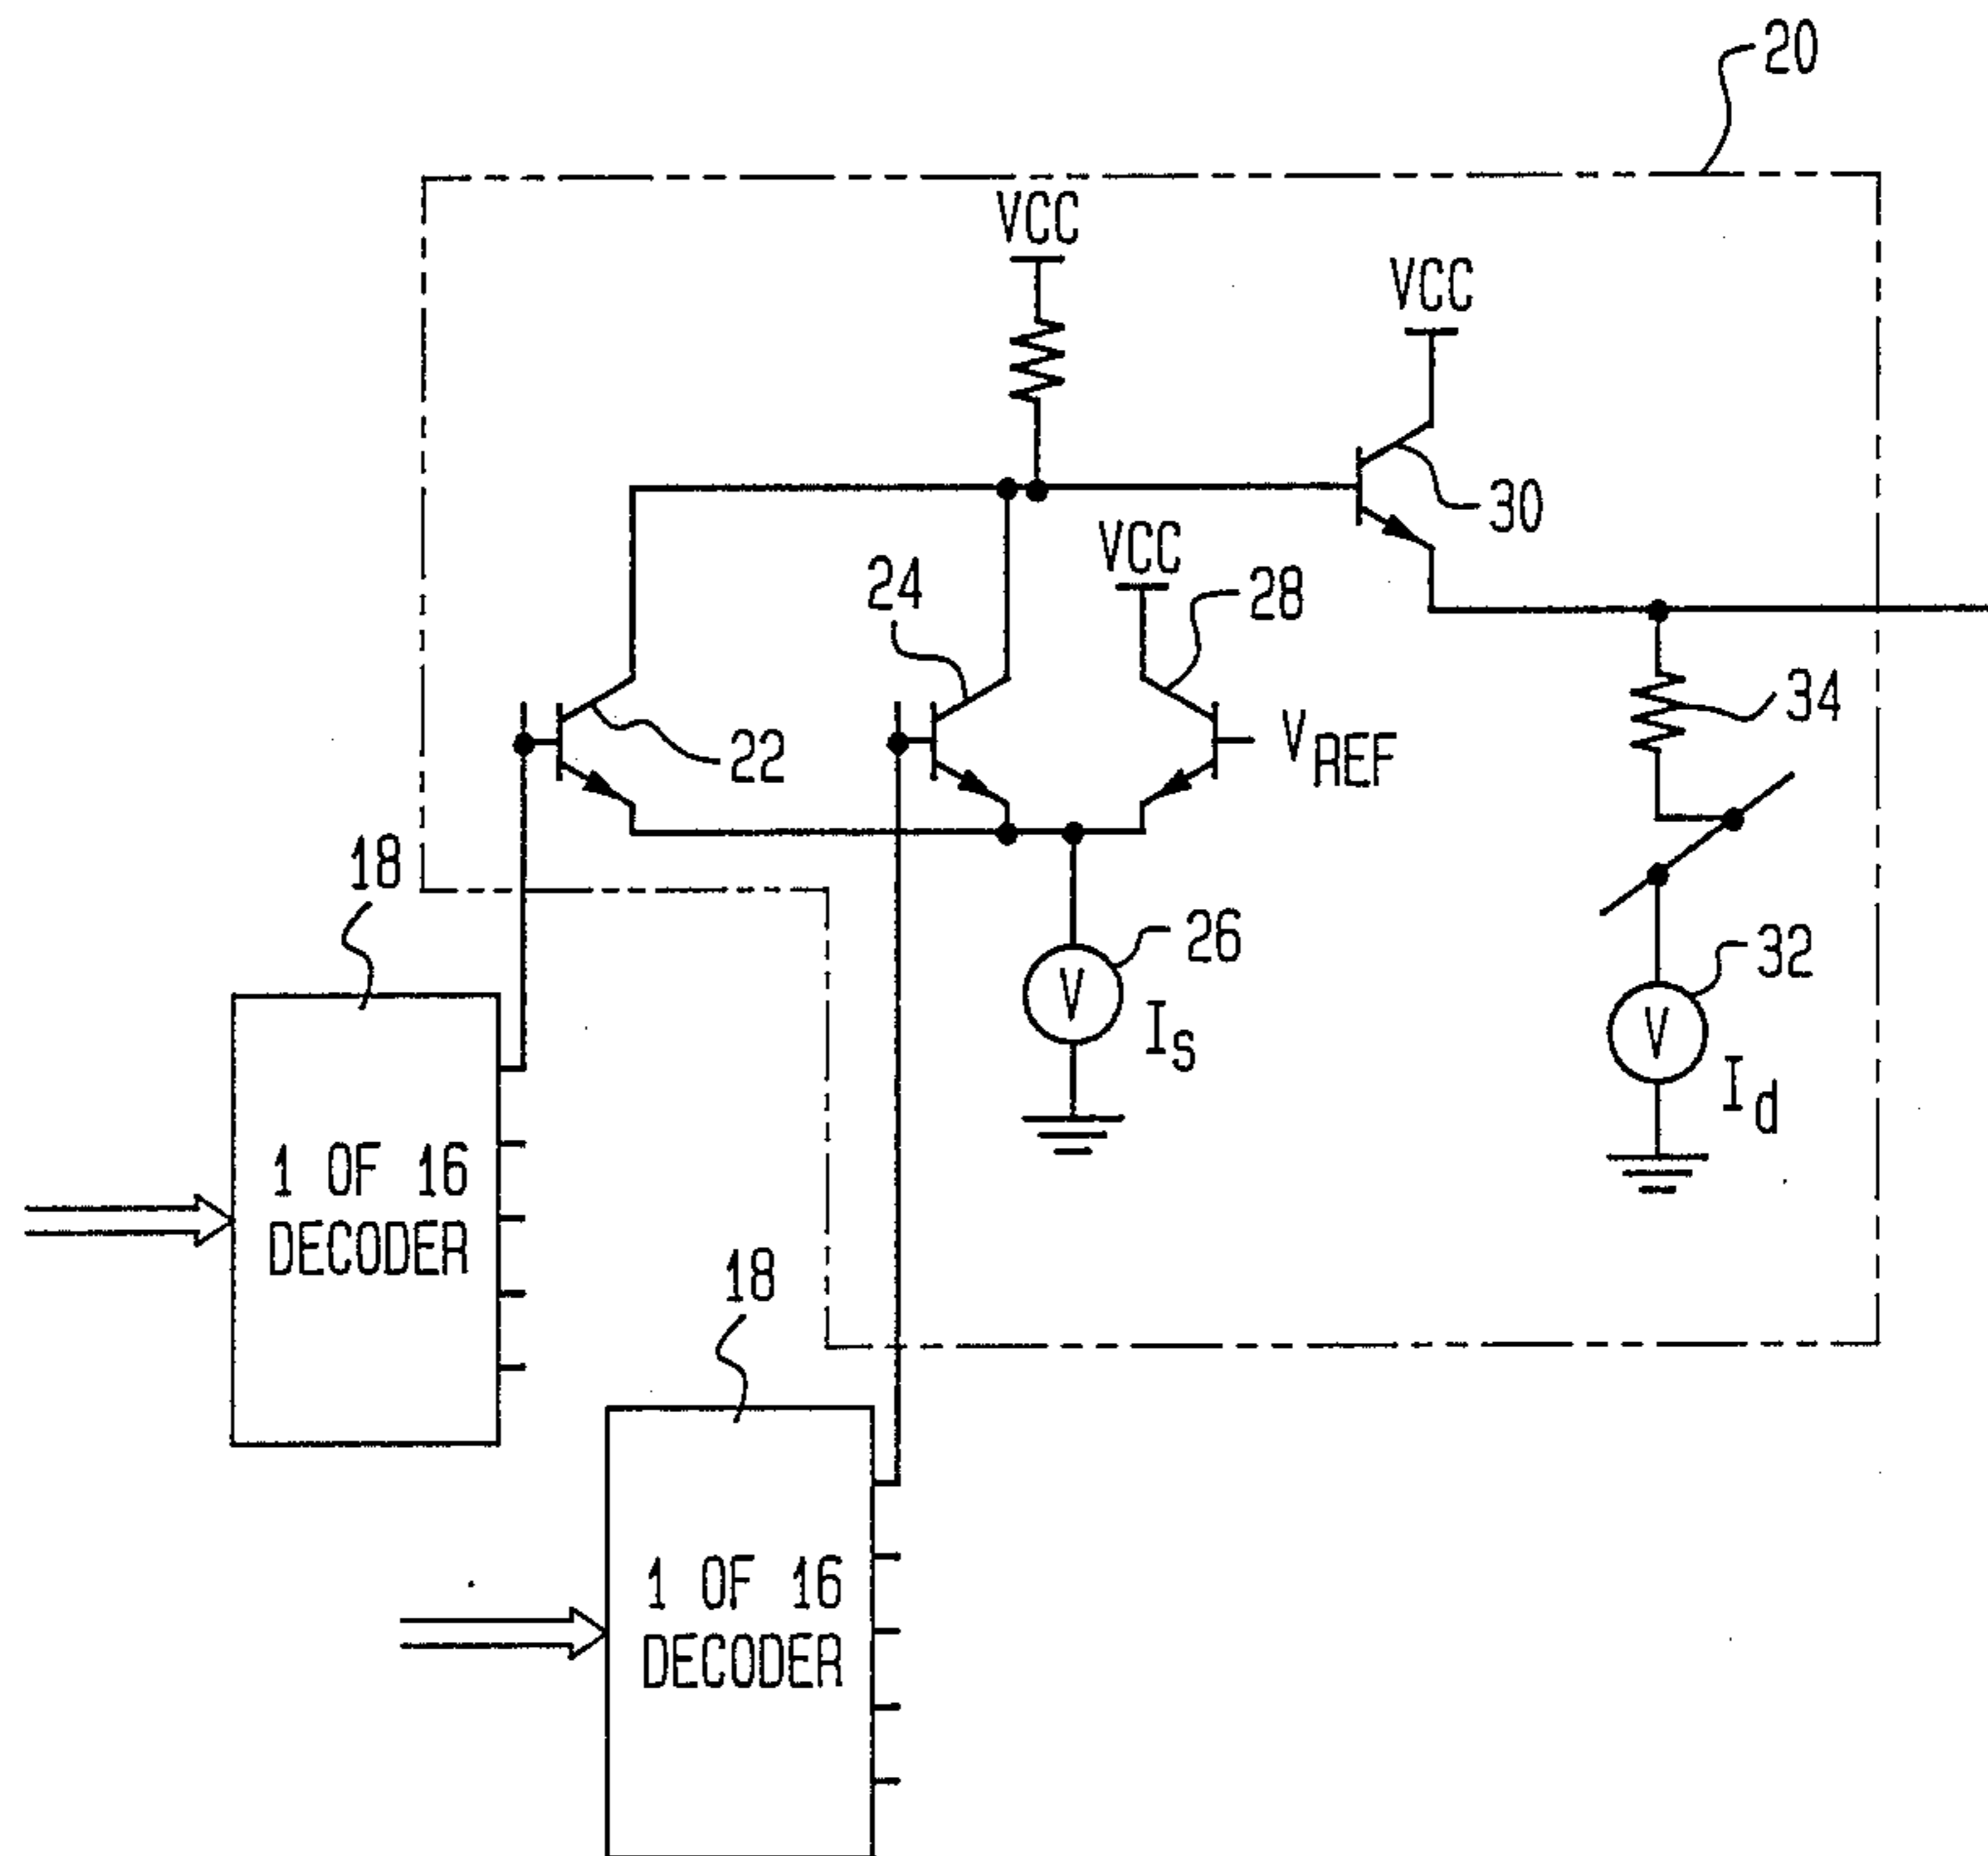 20
VCC
VCC
30
VCC
24
28
34
22
VREF
18
26
32
Is
Id
1 OF 16
DECODER
18
1 OF 16
DECODER
V
V